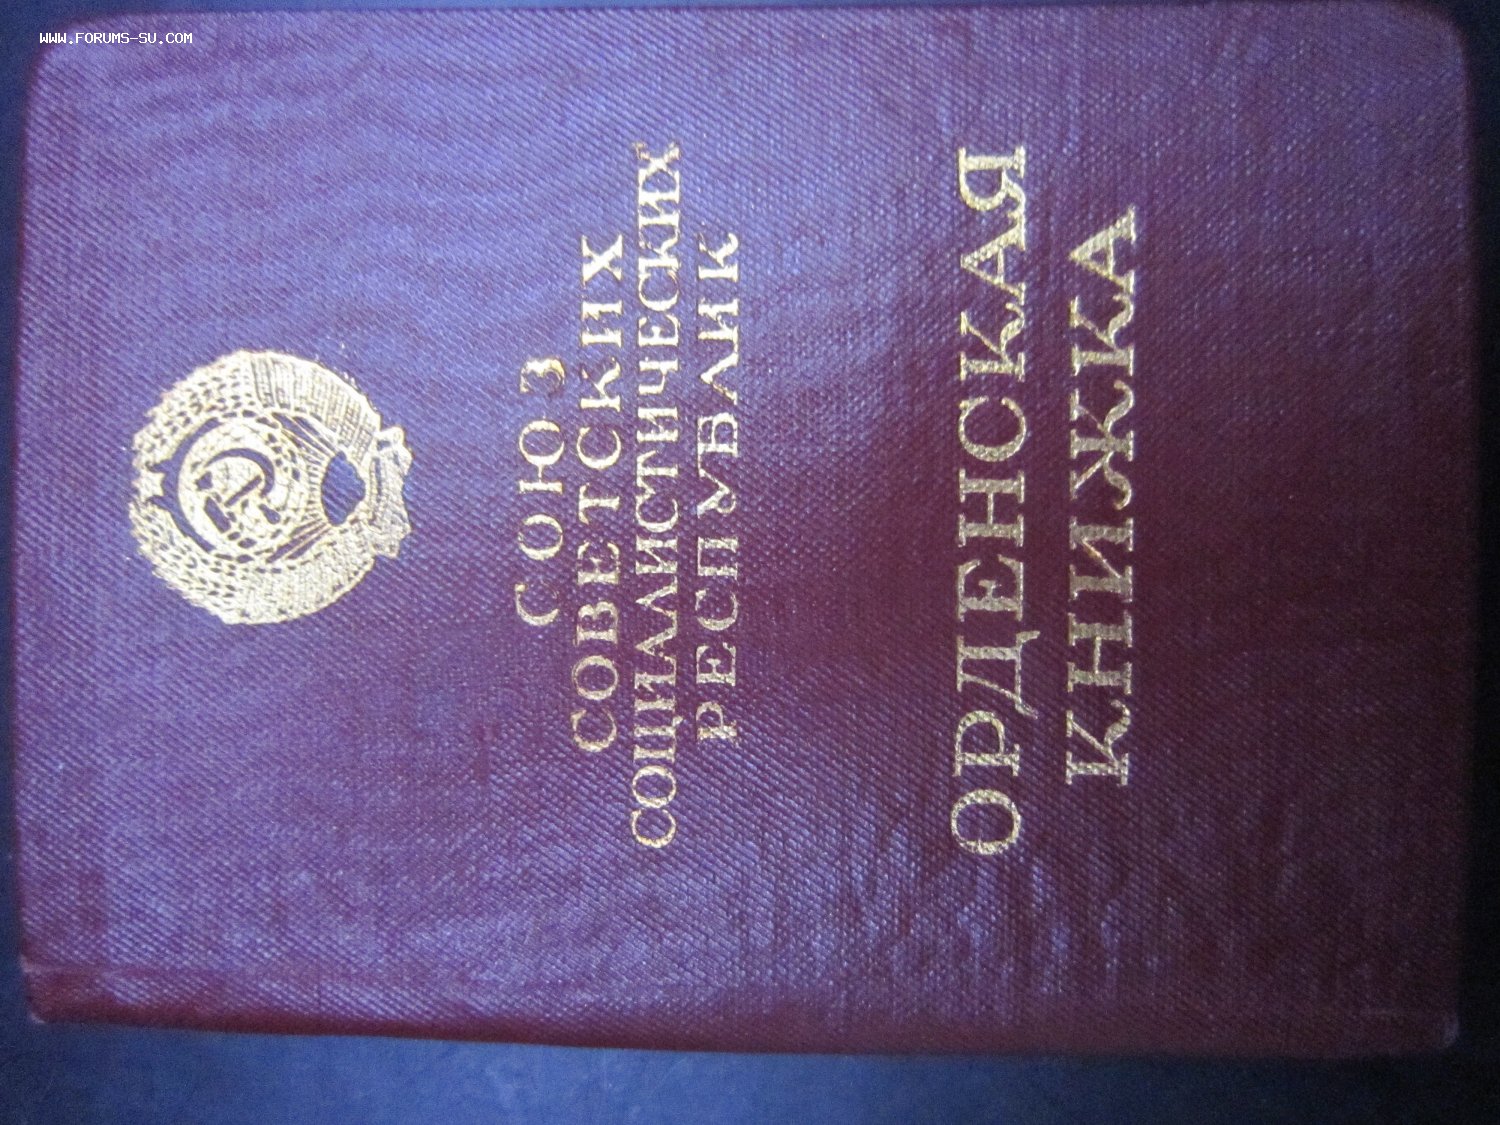 WWW.FORUMS-SU.COM
СОЮЗ
СОВЕТСКИХ
СОЦИАЛИСТИЧЕСКИХ
РЕСПУБЛИК
ОРДЕНСКАЯ
КНИЖКА